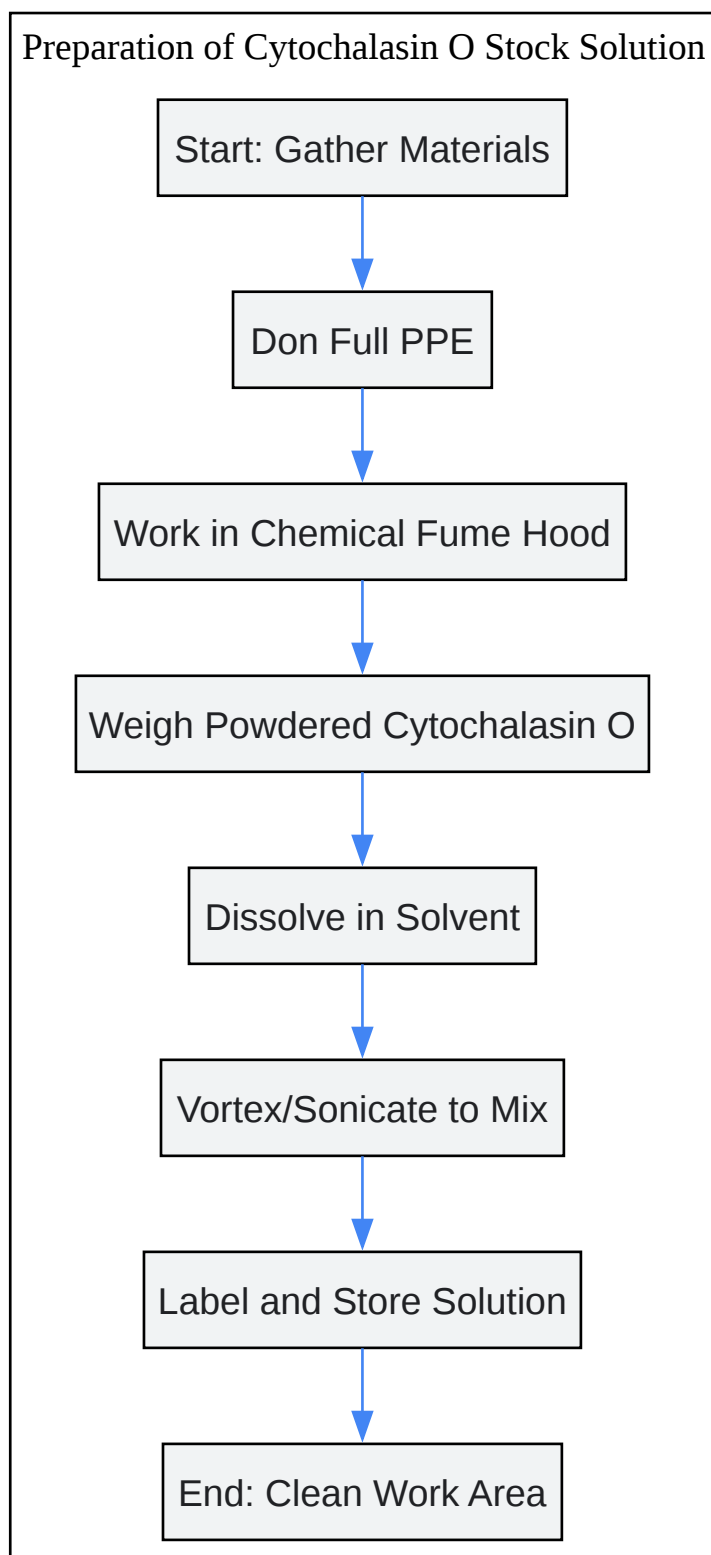 Preparation of Cytochalasin O Stock Solution
Start: Gather Materials
Don Full PPE
Work in Chemical Fume Hood
Weigh Powdered Cytochalasin O
Dissolve in Solvent
Vortex/Sonicate to Mix
Label and Store Solution
End: Clean Work Area